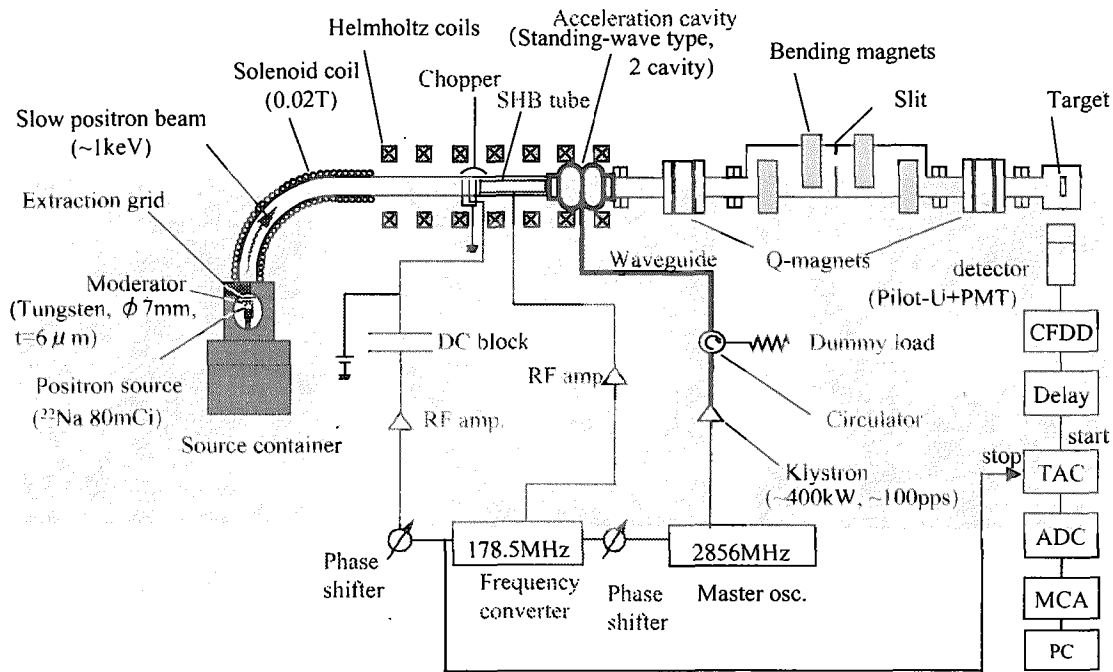 Helmholtz coils
Acceleration cavity
(Standing-wave type,
2 cavity)
Bending magnets
Solenoid coil
(0.02T)
Chopper
SHB tube
Slit
Target
Slow positron beam
(~1keV)
Extraction grid
Moderator
(Tungsten, φ 7mm,
t=6 μ m)
Positron source
(²²Na 80mCi)
Source container
Waveguide
Q-magnets
detector
(Pilot-U+PMT)
DC block
RF amp.
RF amp.
Dummy load
Circulator
Klystron
(~400kW, ~100pps)
CFDD
Delay
start
stop
TAC
ADC
MCA
PC
Phase
shifter
178.5MHz
Frequency
converter
Phase
shifter
2856MHz
Master osc.